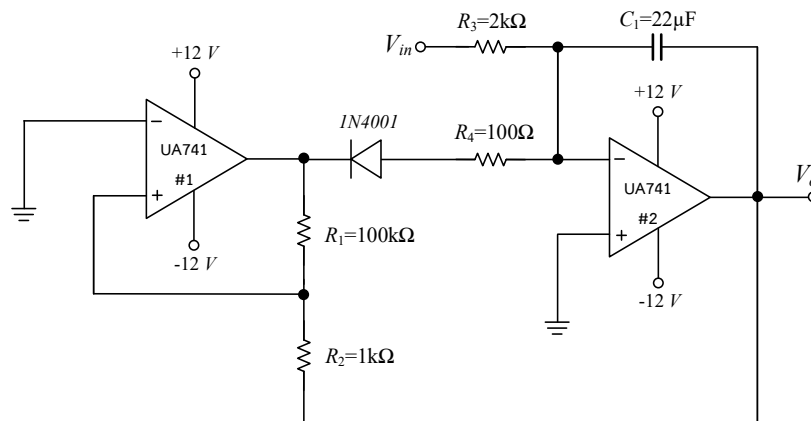 R3=2kΩ
C1=22μF
Vin
+12 V
+12 V
1N4001
R4=100Ω
−
UA741
#1
+
−
UA741
#2
+
V
R1=100kΩ
-12 V
-12 V
R2=1kΩ